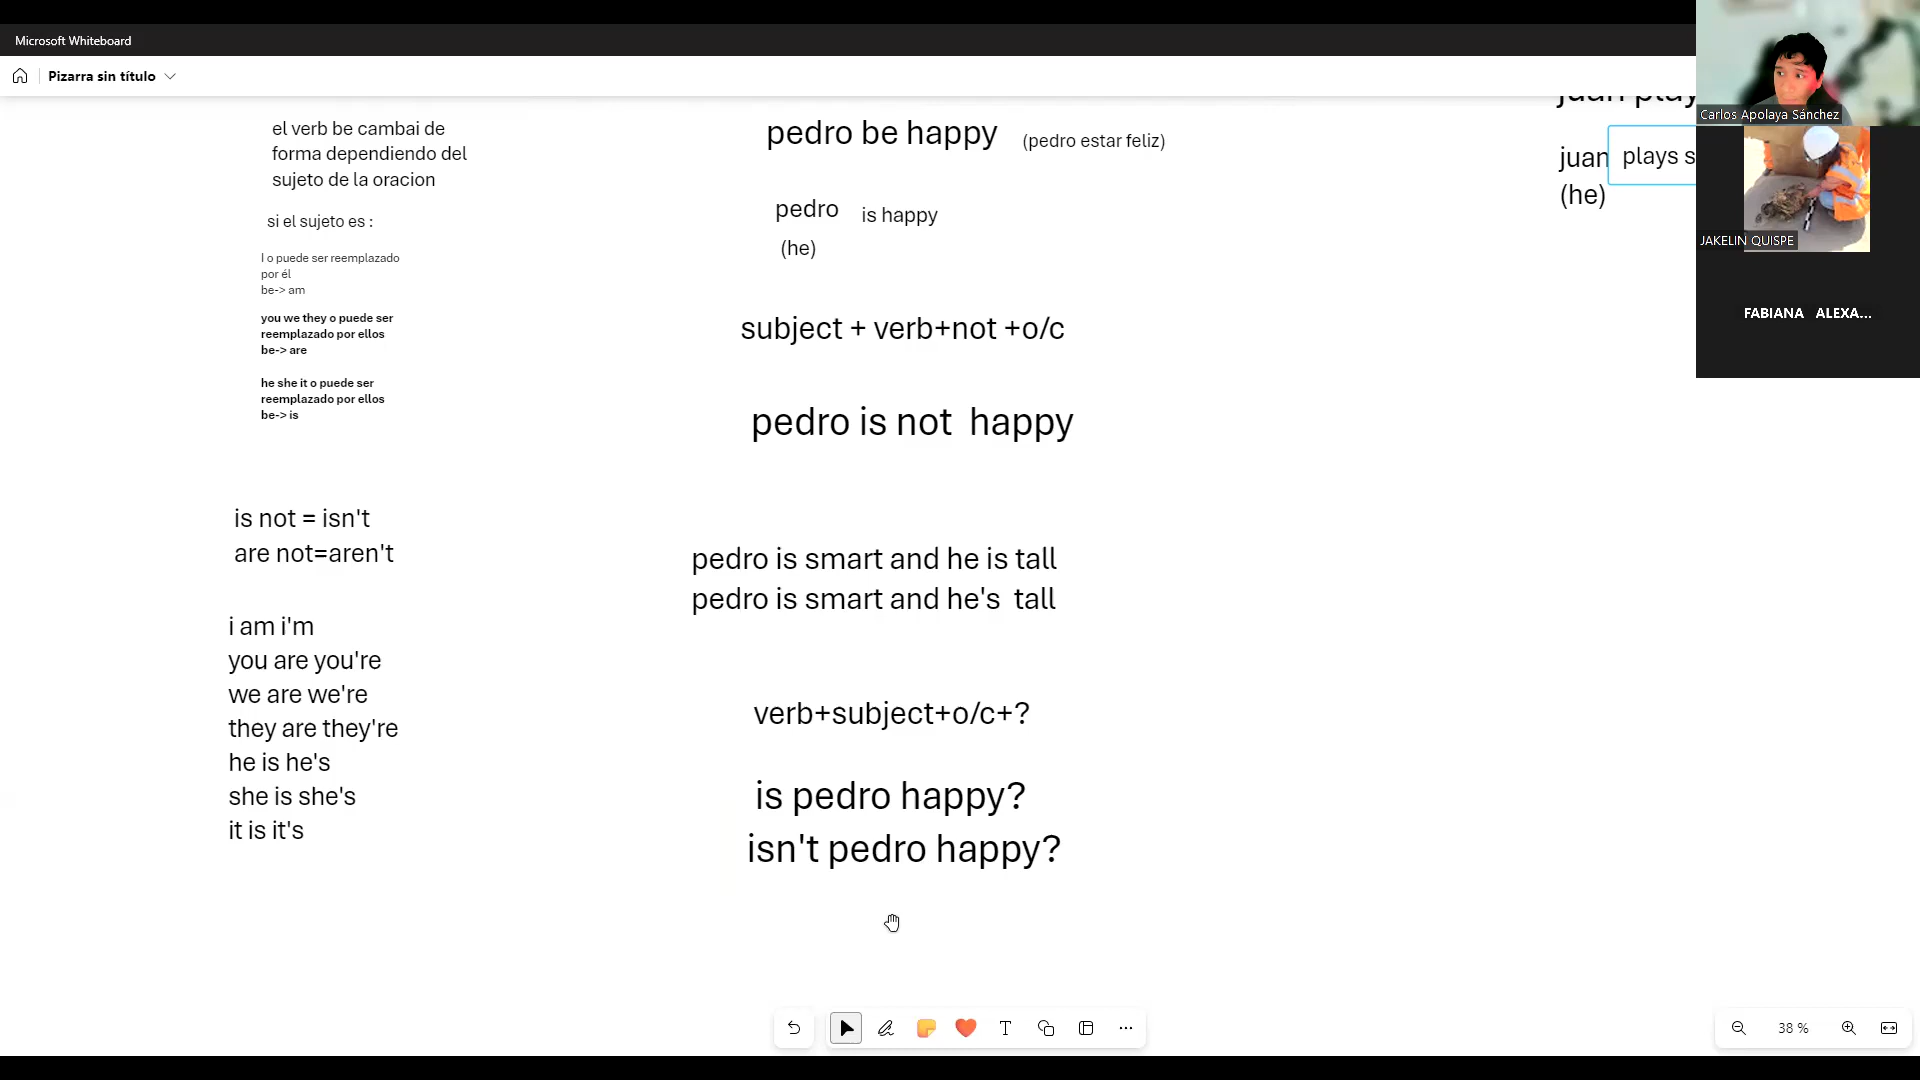 Microsoft Whiteboard
Pizarra sin título
el verb be cambai de
forma dependiendo del
sujeto de la oracion
si el sujeto es :
I o puede ser reemplazado
por él
be-> am
you we they o puede ser
reemplazado por ellos
be-> are
he she it o puede ser
reemplazado por ellos
be-> is
is not = isn't
are not=aren't
i am i'm
you are you're
we are we're
they are they're
he is he's
she is she's
it is it's
pedro be happy (pedro estar feliz)
pedro is happy
(he)
subject + verb+not +o/c
pedro is not  happy
pedro is smart and he is tall
pedro is smart and he's  tall
verb+subject+o/c+?
is pedro happy?
isn't pedro happy?
juan play
juan plays s
(he)
Carlos Apolaya Sánchez
JAKELIN QUISPE
FABIANA ALEXA...
38 %